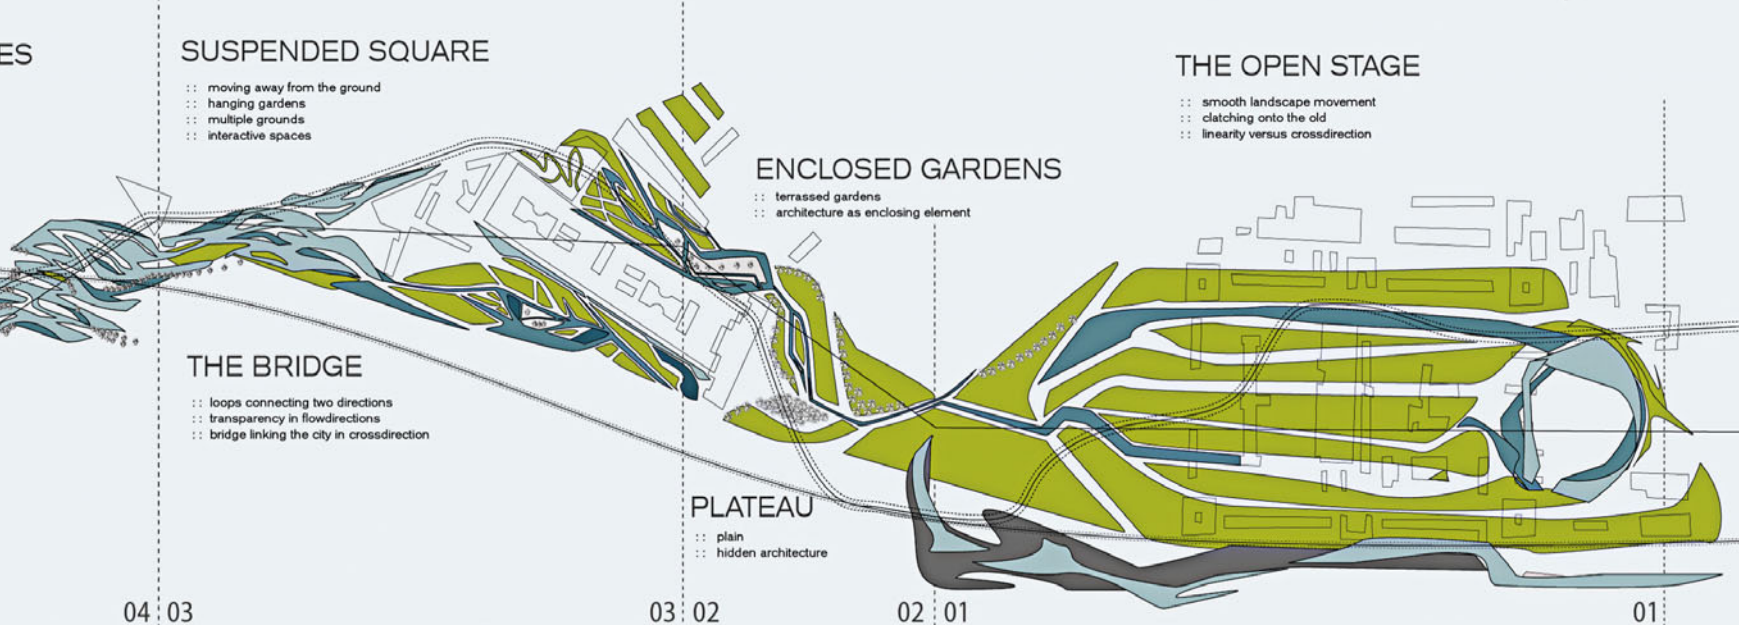 ES
SUSPENDED SQUARE
:: moving away from the ground
:: hanging gardens
:: multiple grounds
:: interactive spaces
THE OPEN STAGE
:: smooth landscape movement
:: clatching onto the old
:: linearity versus crossdirection
ENCLOSED GARDENS
:: terrassed gardens
:: architecture as enclosing element
THE BRIDGE
:: loops connecting two directions
:: transparency in flowdirections
:: bridge linking the city in crossdirection
PLATEAU
:: plain
:: hidden architecture
04 03
03 02
02 01
01